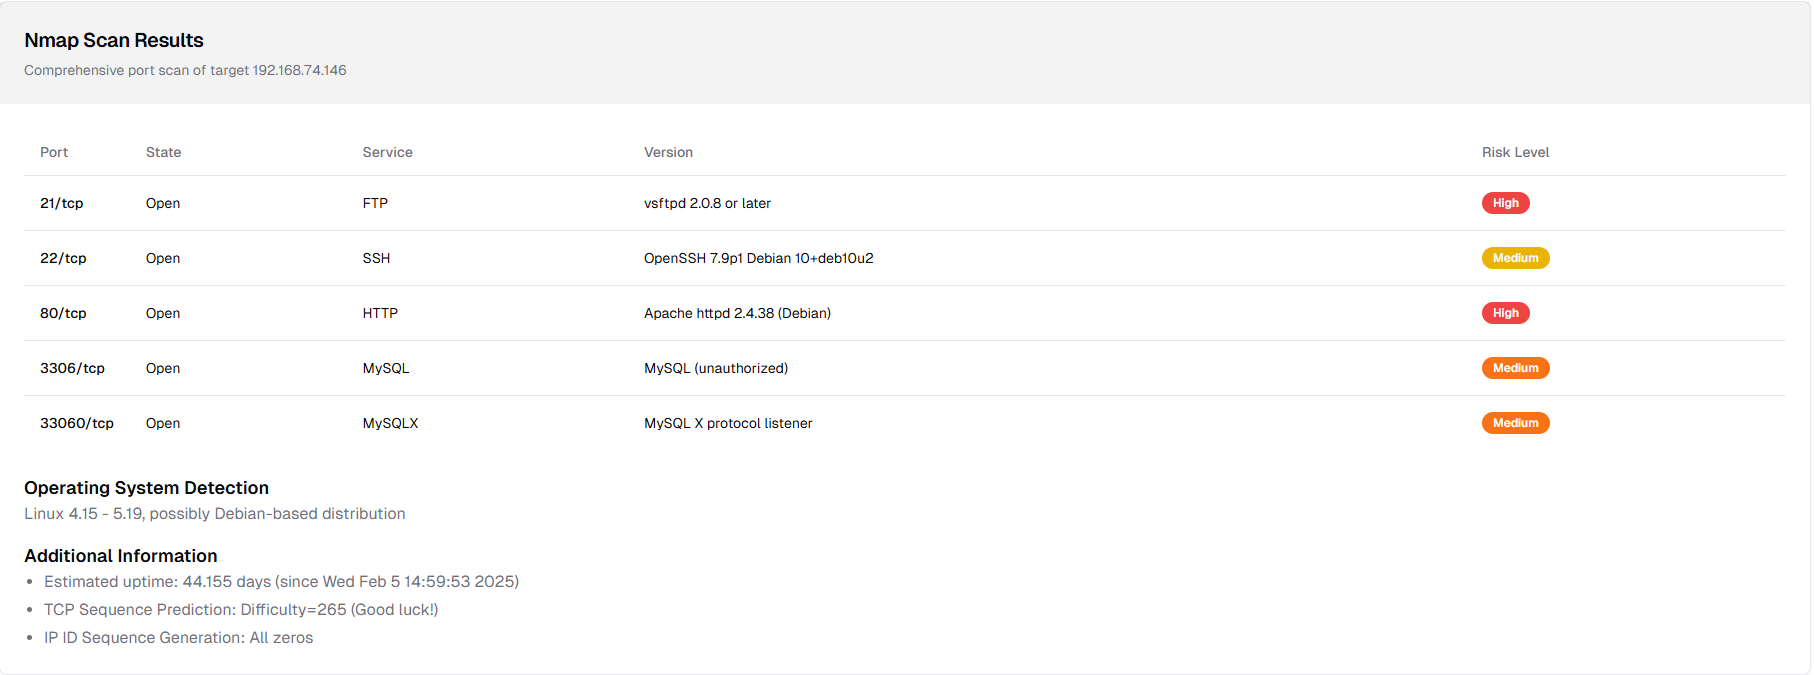 Nmap Scan Results
Comprehensive port scan of target 192.168.74.146
Port State Service Version Risk Level
21/tcp Open FTP vsftpd 2.0.8 or later High
22/tcp Open SSH OpenSSH 7.9p1 Debian 10+deb10u2 Medium
80/tcp Open HTTP Apache httpd 2.4.38 (Debian) High
3306/tcp Open MySQL MySQL (unauthorized) Medium
33060/tcp Open MySQLX MySQL X protocol listener Medium
Operating System Detection
Linux 4.15 - 5.19, possibly Debian-based distribution
Additional Information
• Estimated uptime: 44.155 days (since Wed Feb 5 14:59:53 2025)
• TCP Sequence Prediction: Difficulty=265 (Good luck!)
• IP ID Sequence Generation: All zeros